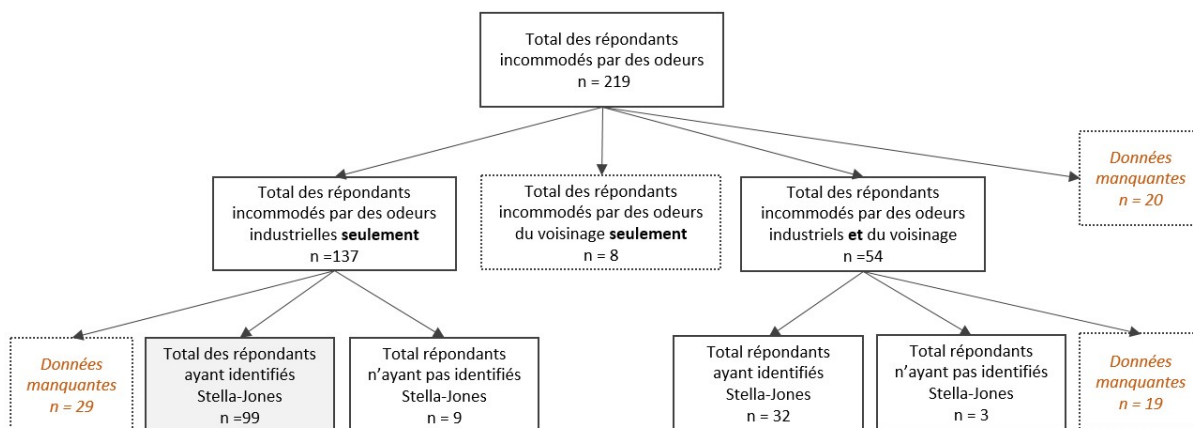 Total des répondants
incommodés par des odeurs
n = 219
Données
manquantes
n = 20
Total des répondants
incommodés par des odeurs
industrielles seulement
n =137
Total des répondants
incommodés par des odeurs
du voisinage seulement
n = 8
Total des répondants
incommodés par des odeurs
industriels et du voisinage
n =54
Données
manquantes
n = 29
Total des répondants
ayant identifiés
Stella-Jones
n =99
Total répondants
n'ayant pas identifiés
Stella-Jones
n = 9
Total répondants
ayant identifiés
Stella-Jones
n = 32
Total répondants
n'ayant pas identifiés
Stella-Jones
n = 3
Données
manquantes
n = 19